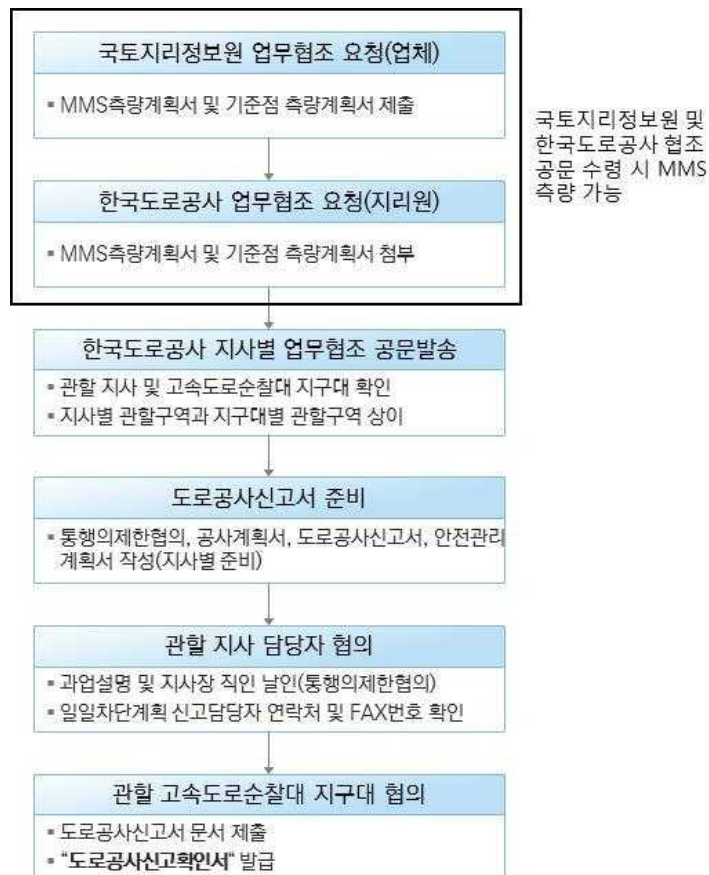 국토지리정보원 업무협조 요청(업체)
▪ MMS측량계획서 및 기준점 측량계획서 제출
국토지리정보원 및
한국도로공사 협조
공문 수령 시 MMS
측량 가능
한국도로공사 업무협조 요청(지리원)
▪ MMS측량계획서 및 기준점 측량계획서 첨부
한국도로공사 지사별 업무협조 공문발송
▪ 관할 지사 및 고속도로순찰대 지구대 확인
▪ 지사별 관할구역과 지구대별 관할구역 상이
도로공사신고서 준비
▪ 통행의제한협의, 공사계획서, 도로공사신고서, 안전관리
계획서 작성(지사별 준비)
관할 지사 담당자 협의
▪ 과업설명 및 지사장 직인 날인(통행의제한협의)
▪ 일일차단계획 신고담당자 연락처 및 FAX번호 확인
관할 고속도로순찰대 지구대 협의
▪ 도로공사신고서 문서 제출
▪ "도로공사신고확인서" 발급